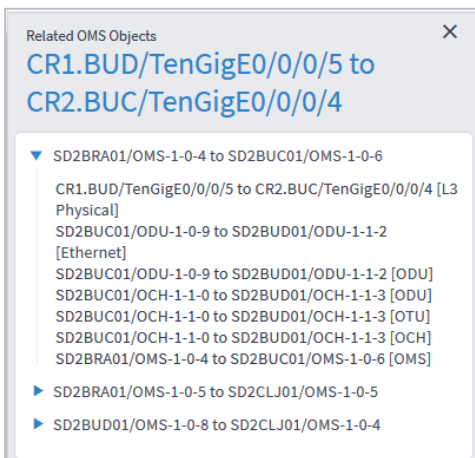 Related OMS Objects
CR1.BUD/TenGigE0/0/0/5 to
CR2.BUC/TenGigE0/0/0/4
SD2BRA01/OMS-1-0-4 to SD2BUC01/OMS-1-0-6
CR1.BUD/TenGigE0/0/0/5 to CR2.BUC/TenGigE0/0/0/4 [L3
Physical]
SD2BUC01/ODU-1-0-9 to SD2BUD01/ODU-1-1-2
[Ethernet]
SD2BUC01/ODU-1-0-9 to SD2BUD01/ODU-1-1-2 [ODU]
SD2BUC01/OCH-1-1-0 to SD2BUD01/OCH-1-1-3 [ODU]
SD2BUC01/OCH-1-1-0 to SD2BUD01/OCH-1-1-3 [OTU]
SD2BUC01/OCH-1-1-0 to SD2BUD01/OCH-1-1-3 [OCH]
SD2BRA01/OMS-1-0-4 to SD2BUC01/OMS-1-0-6 [OMS]
SD2BRA01/OMS-1-0-5 to SD2CLJ01/OMS-1-0-5
SD2BUD01/OMS-1-0-8 to SD2CLJ01/OMS-1-0-4